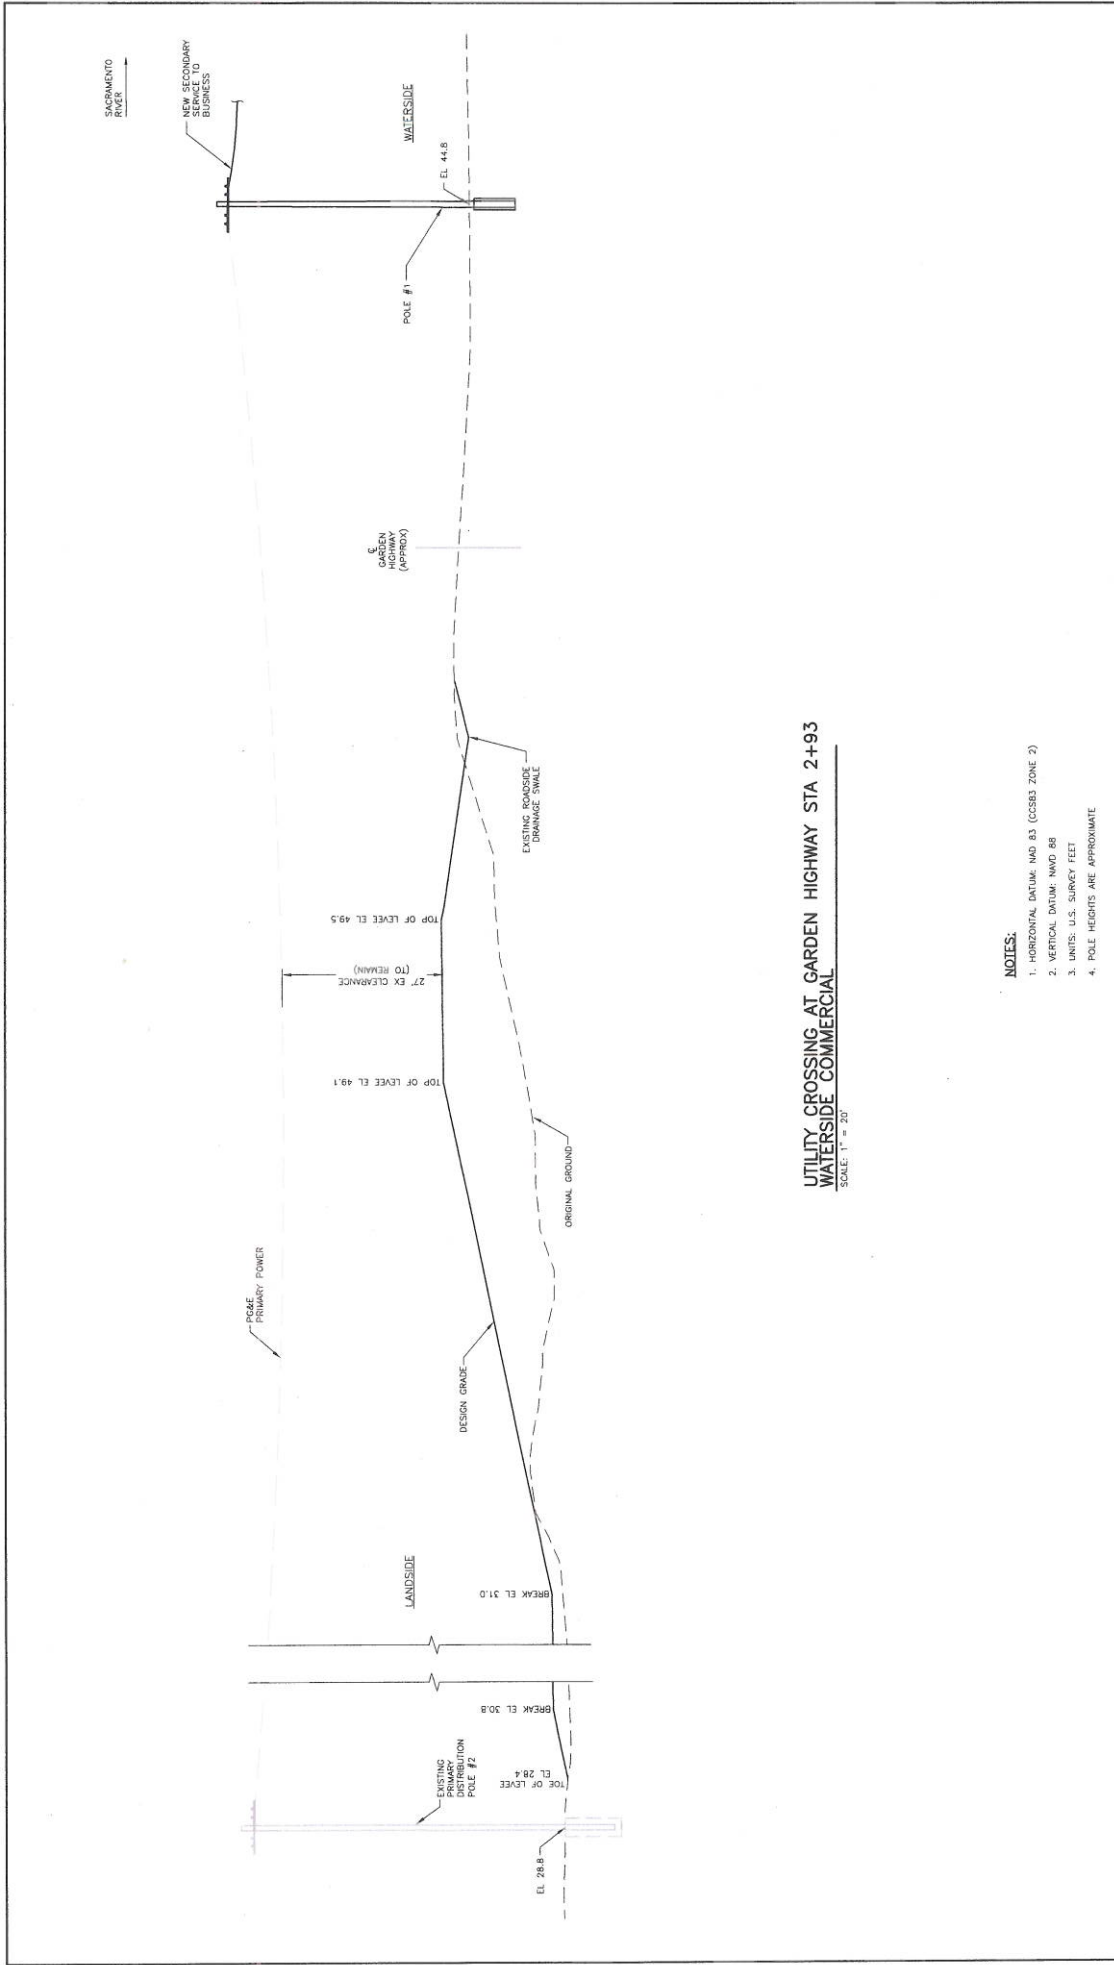 SACRAMENTO
RIVER
NEW SECONDARY
SERVICE TO
BUSINESS
WATERSIDE
EL 44.8
POLE #1
℄
GARDEN
HIGHWAY
(APPROX)
EXISTING ROADSIDE
DRAINAGE SWALE
TOP OF LEVEE EL 49.5
27' EX CLEARANCE
(TO REMAIN)
TOP OF LEVEE EL 49.1
ORIGINAL GROUND
PG&E
PRIMARY POWER
DESIGN GRADE
LANDSIDE
BREAK EL 31.0
BREAK EL 30.8
TOE OF LEVEE
EL 28.4
EXISTING
PRIMARY
DISTRIBUTION
POLE #2
EL 28.8
UTILITY CROSSING AT GARDEN HIGHWAY STA 2+93
WATERSIDE COMMERCIAL
SCALE: 1" = 20'
NOTES:
1. HORIZONTAL DATUM: NAD 83 (CCS83 ZONE 2)
2. VERTICAL DATUM: NAVD 88
3. UNITS: U.S. SURVEY FEET
4. POLE HEIGHTS ARE APPROXIMATE